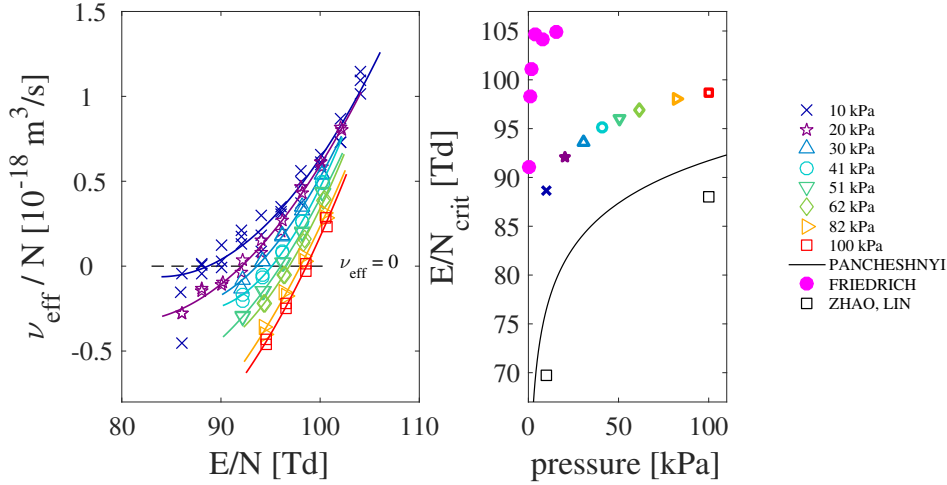 1.5
1
0.5
0
-0.5
80
90
100
110
E/N [Td]
ν_eff / N [10^-18 m^3/s]
ν_eff = 0
105
100
95
90
85
80
75
70
0
50
100
pressure [kPa]
E/N_crit [Td]
10 kPa
20 kPa
30 kPa
41 kPa
51 kPa
62 kPa
82 kPa
100 kPa
PANCHESHNYI
FRIEDRICH
ZHAO, LIN